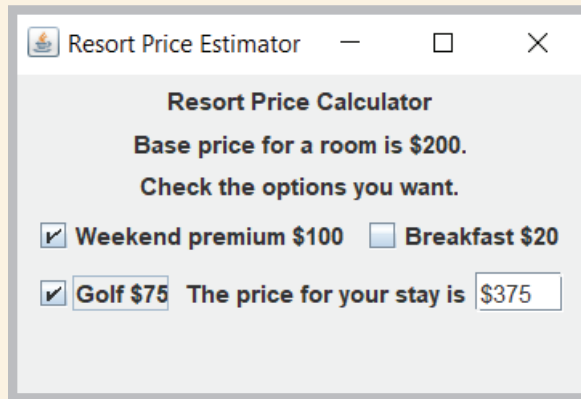 Resort Price Estimator
Resort Price Calculator
Base price for a room is $200.
Check the options you want.
Weekend premium $100 Breakfast $20
Golf $75 The price for your stay is $375